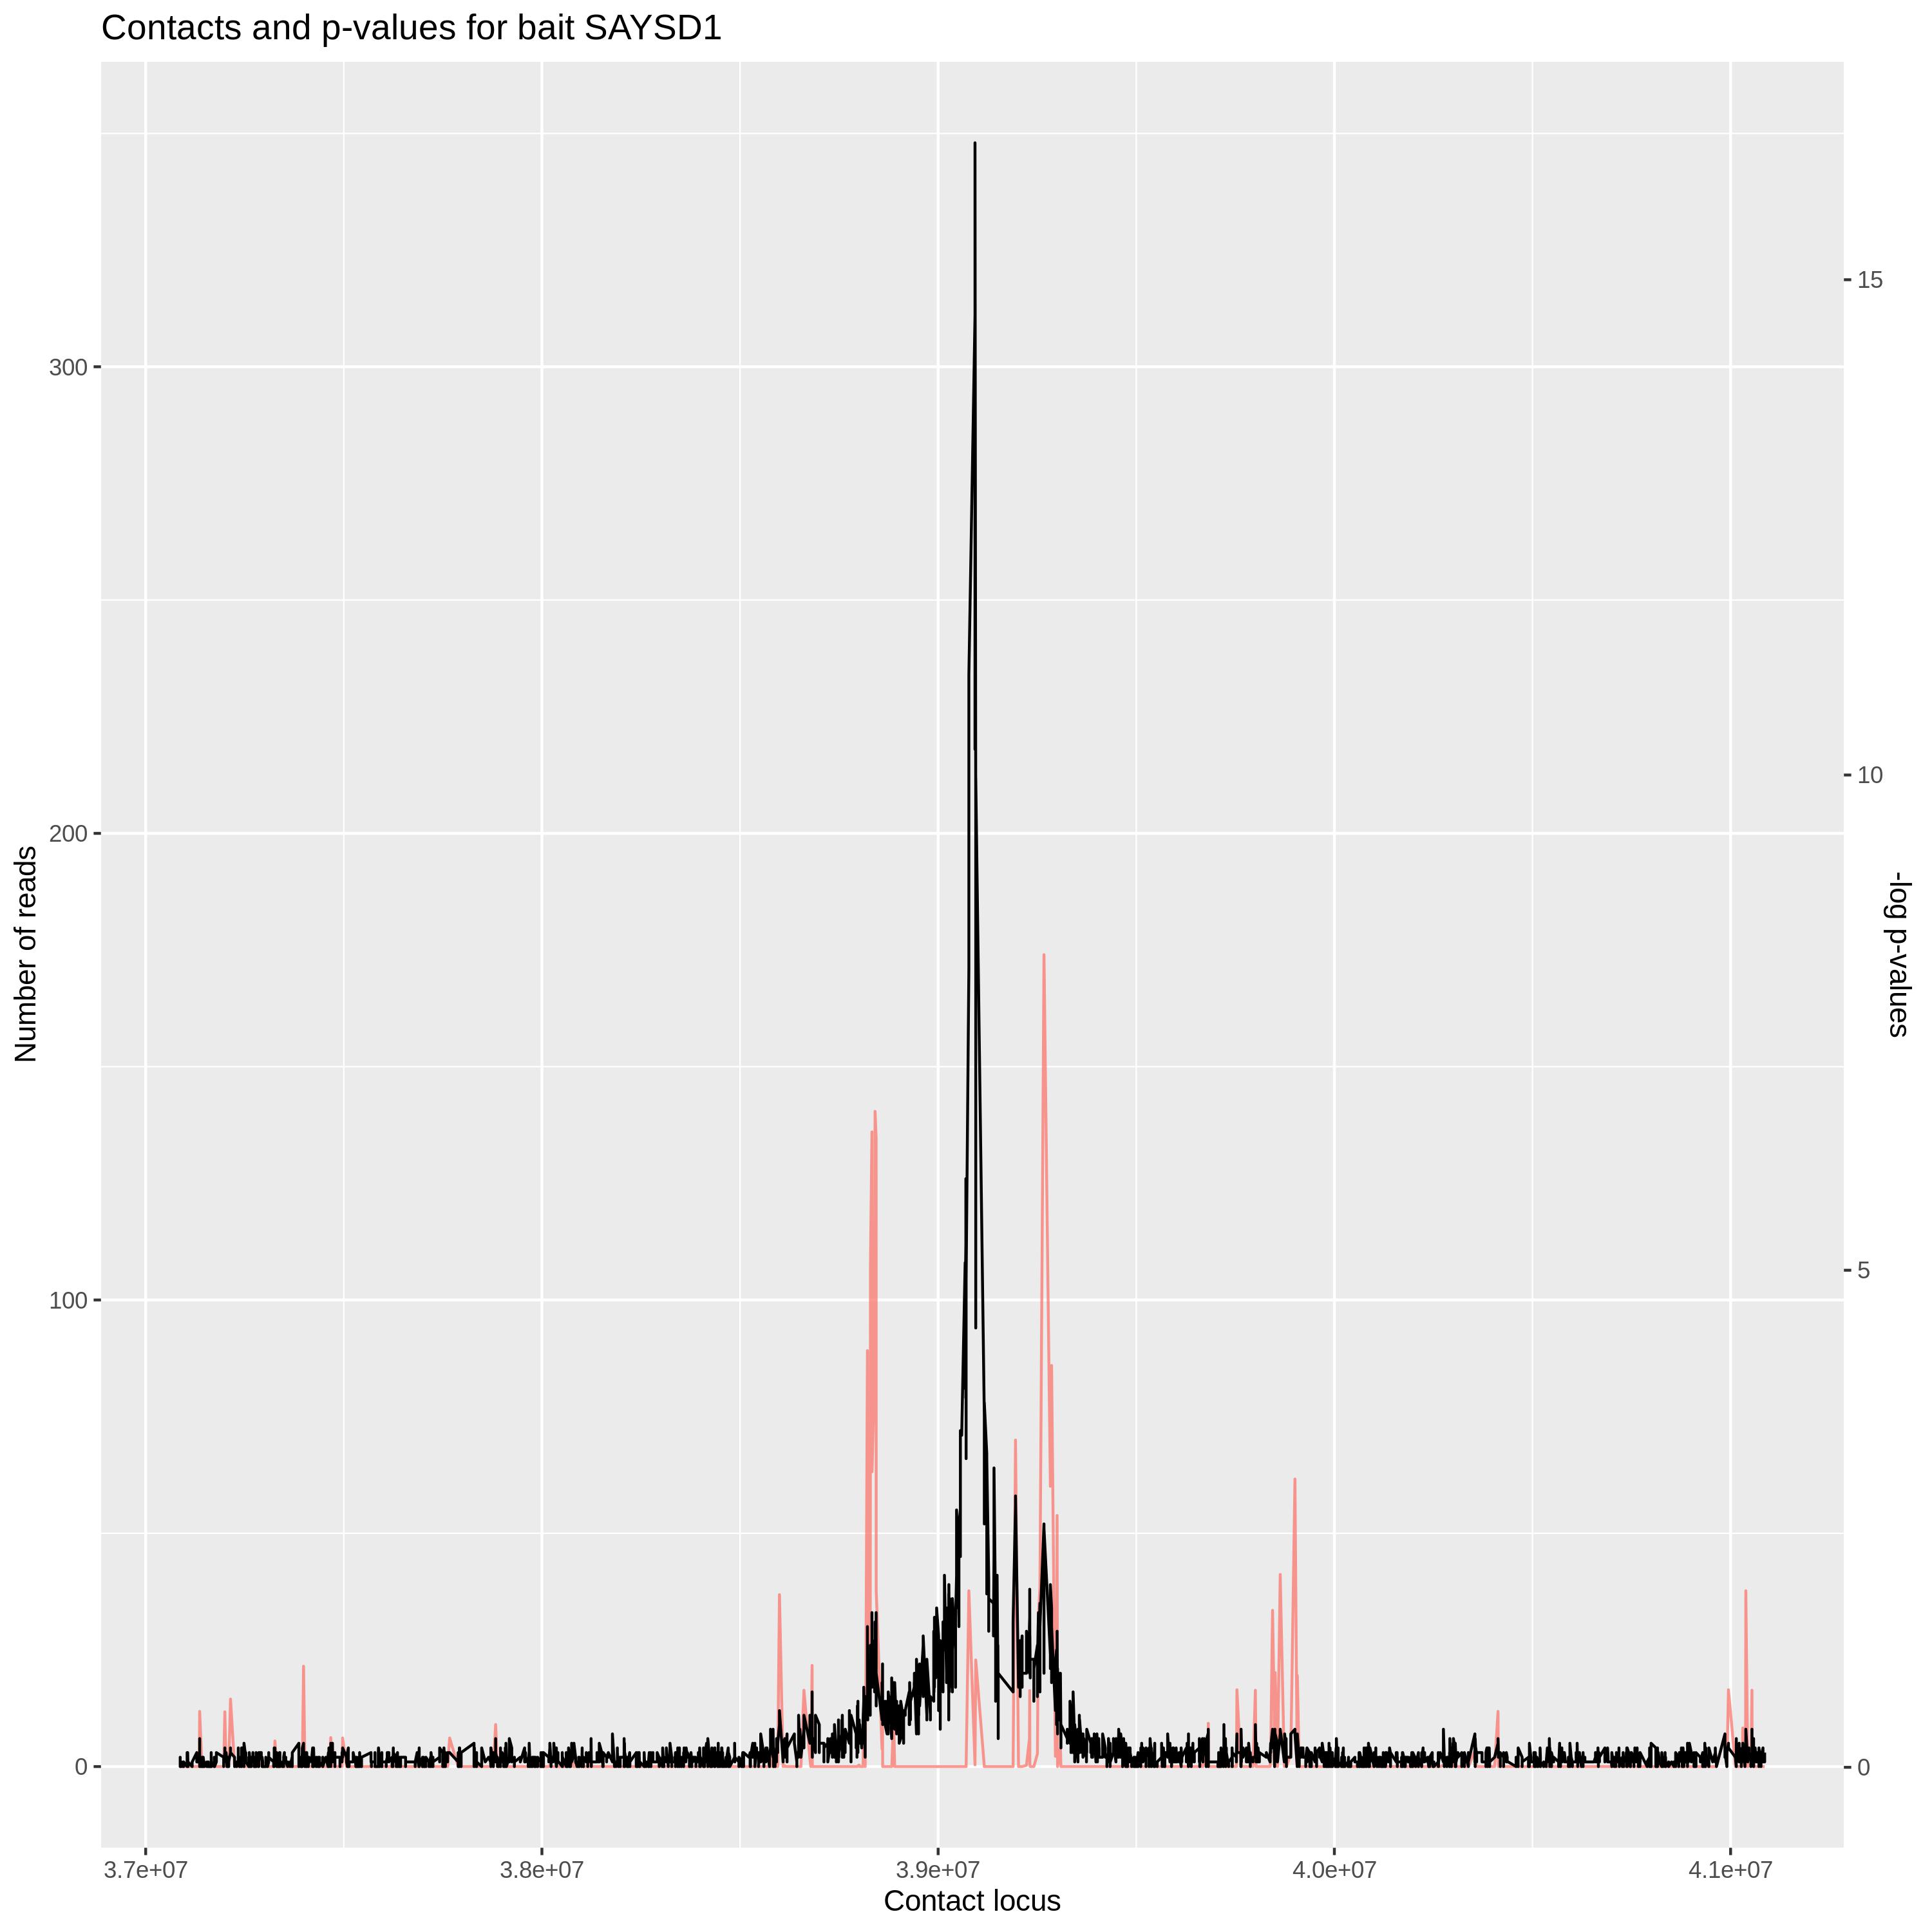 Contacts and p-values for bait SAYSD1
Number of reads
300
200
100
0
15
10
5
0
-log p-values
3.7e+07
3.8e+07
3.9e+07
4.0e+07
4.1e+07
Contact locus